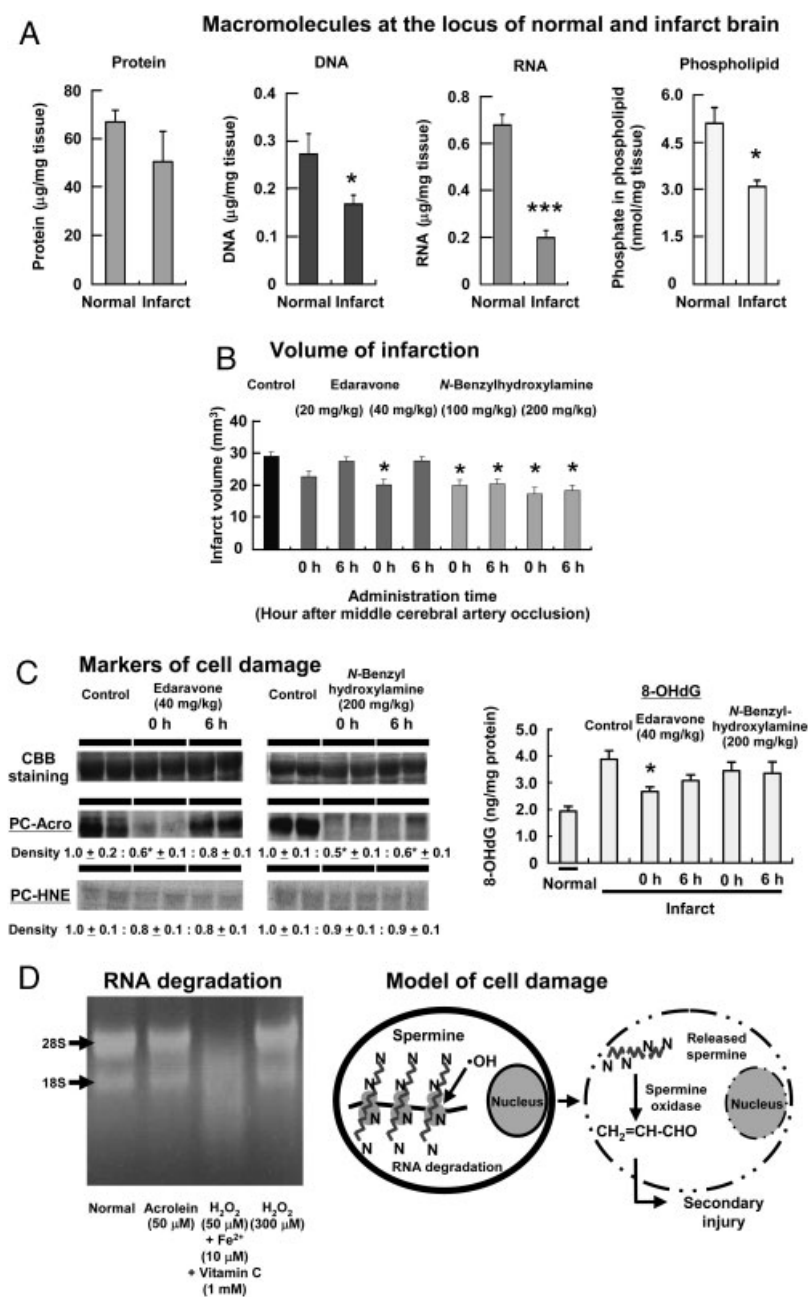 A Macromolecules at the locus of normal and infarct brain
Protein
DNA
RNA
Phospholipid
Protein (μg/mg tissue)
80
60
40
20
0
Normal Infarct
DNA (μg/mg tissue)
0.4
0.3
0.2
0.1
0
*
Normal Infarct
RNA (μg/mg tissue)
0.8
0.6
0.4
0.2
0
***
Normal Infarct
Phosphate in phospholipid
(nmol/mg tissue)
6.0
4.5
3.0
1.5
0
*
Normal Infarct
B Volume of infarction
Control Edaravone N-Benzylhydroxylamine
(20 mg/kg) (40 mg/kg) (100 mg/kg) (200 mg/kg)
Infarct volume (mm³)
40
30
20
10
0
* * * * *
0 h 6 h 0 h 6 h 0 h 6 h 0 h 6 h
Administration time
(Hour after middle cerebral artery occlusion)
C Markers of cell damage
Control Edaravone
(40 mg/kg)
0 h 6 h
Control N-Benzyl
hydroxylamine
(200 mg/kg)
0 h 6 h
CBB
staining
PC-Acro
Density 1.0 ± 0.2 : 0.6* ± 0.1 : 0.8 ± 0.1 1.0 ± 0.1 : 0.5* ± 0.1 : 0.6* ± 0.1
PC-HNE
Density 1.0 ± 0.1 : 0.8 ± 0.1 : 0.8 ± 0.1 1.0 ± 0.1 : 0.9 ± 0.1 : 0.9 ± 0.1
8-OHdG
Control Edaravone
(40 mg/kg)
N-Benzyl-
hydroxylamine
(200 mg/kg)
8-OHdG (ng/mg protein)
5.0
4.0
3.0
2.0
1.0
0
*
Normal
0 h 6 h 0 h 6 h
Infarct
D RNA degradation
28S
18S
Normal Acrolein H₂O₂ H₂O₂
(50 μM) (50 μM) (300 μM)
+ Fe²⁺
(10 μM)
+ Vitamin C
(1 mM)
Model of cell damage
Spermine
N N N
•OH
N N N
N N N
RNA degradation
Nucleus
N N
N N
Released
spermine
Spermine
oxidase
CH₂=CH-CHO
Nucleus
Secondary
injury